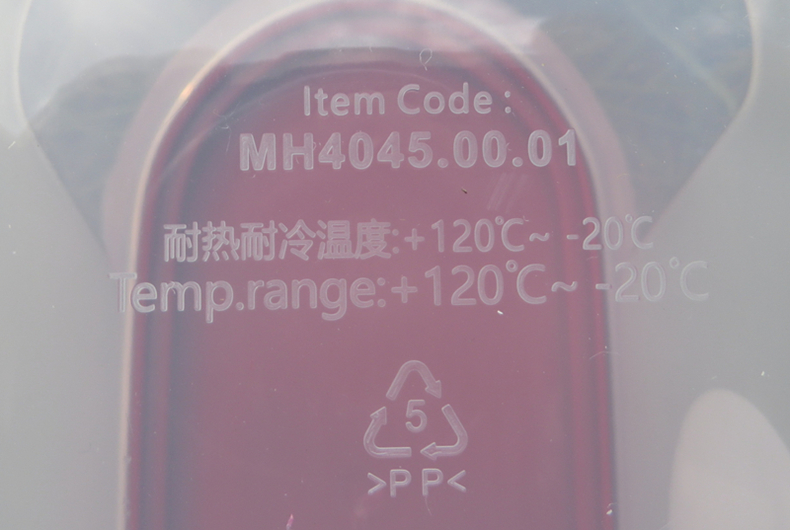 Item Code :
MH4045.00.01
耐热耐冷温度:+120℃~ -20℃
Temp.range:+120℃~ -20℃
5
>PP<